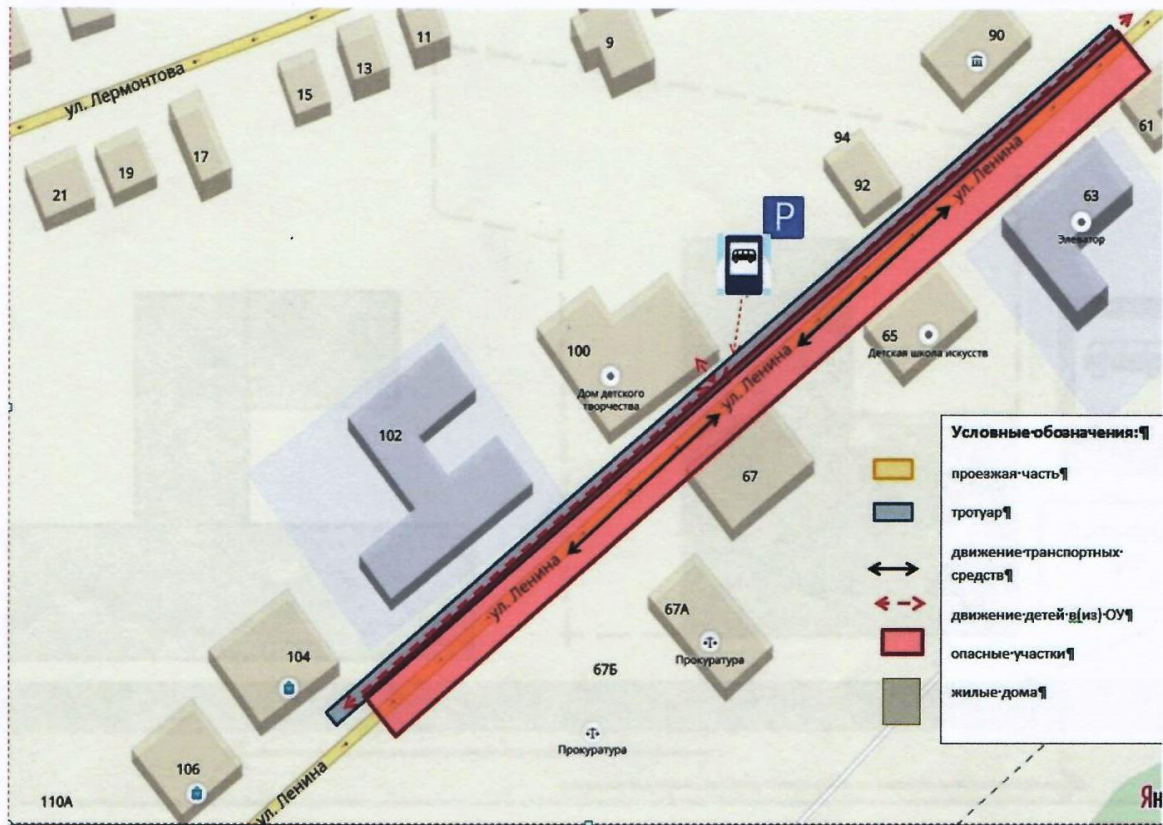 11
13
15
ул. Лермонтова
17
19
21
9
90
94
92
ул. Ленина
61
63
Элеватор
P
65
Детская школа искусств
100
Дом детского
творчества
ул. Ленина
102
67
ул. Ленина
67А
Прокуратура
67Б
Прокуратура
104
106
110А
ул. Ленина
Условные·обозначения:¶
проезжая·часть¶
тротуар¶
движение·транспортных·
средств¶
движение·детей·в(из)·ОУ¶
опасные·участки¶
жилые·дома¶
Ян